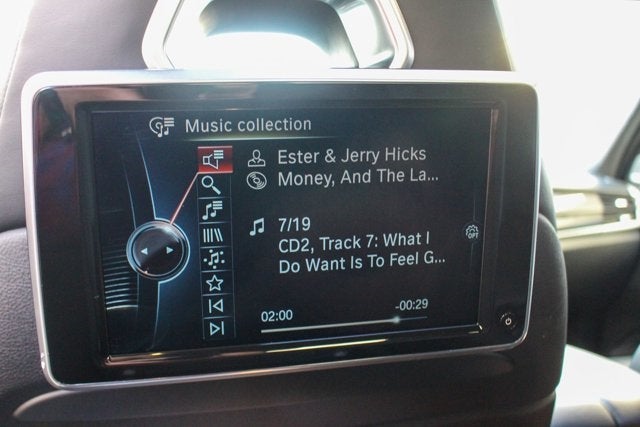 Music collection
Ester & Jerry Hicks
Money, And The La...
7/19
CD2, Track 7: What I
Do Want Is To Feel G...
OPT
02:00
-00:29